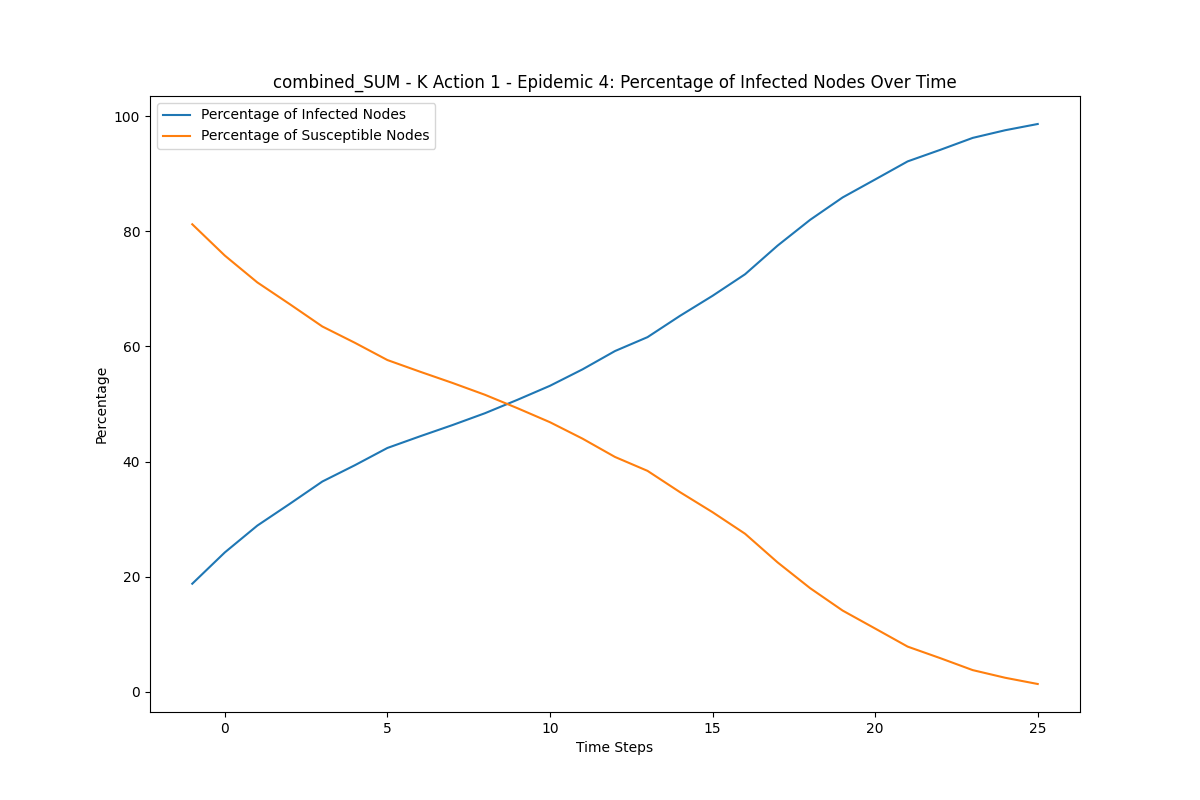 combined_SUM - K Action 1 - Epidemic 4: Percentage of Infected Nodes Over Time
Percentage of Infected Nodes
Percentage of Susceptible Nodes
100
80
60
40
20
0
Percentage
0 5 10 15 20 25
Time Steps